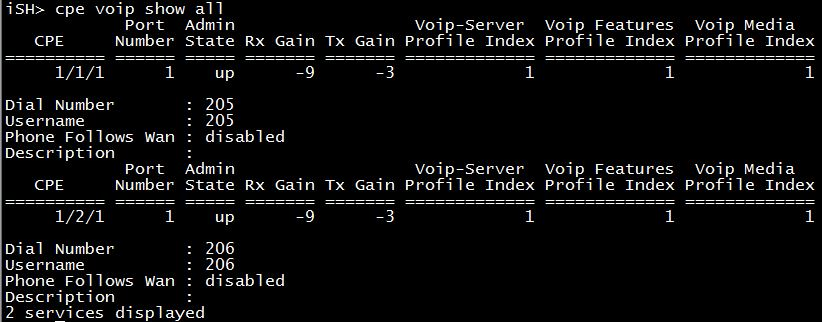 iSH> cpe voip show all
              Port   Admin                    Voip-Server   Voip Features  Voip Media
   CPE       Number  State  Rx Gain  Tx Gain  Profile Index Profile Index Profile Index
========== ====== ====== ======= ======= ============= ============= =============
     1/1/1      1     up      -9      -3             1             1             1
Dial Number       : 205
Username          : 205
Phone Follows Wan : disabled
Description       :
              Port   Admin                    Voip-Server   Voip Features  Voip Media
   CPE       Number  State  Rx Gain  Tx Gain  Profile Index Profile Index Profile Index
========== ====== ====== ======= ======= ============= ============= =============
     1/2/1      1     up      -9      -3             1             1             1
Dial Number       : 206
Username          : 206
Phone Follows Wan : disabled
Description       :
2 services displayed